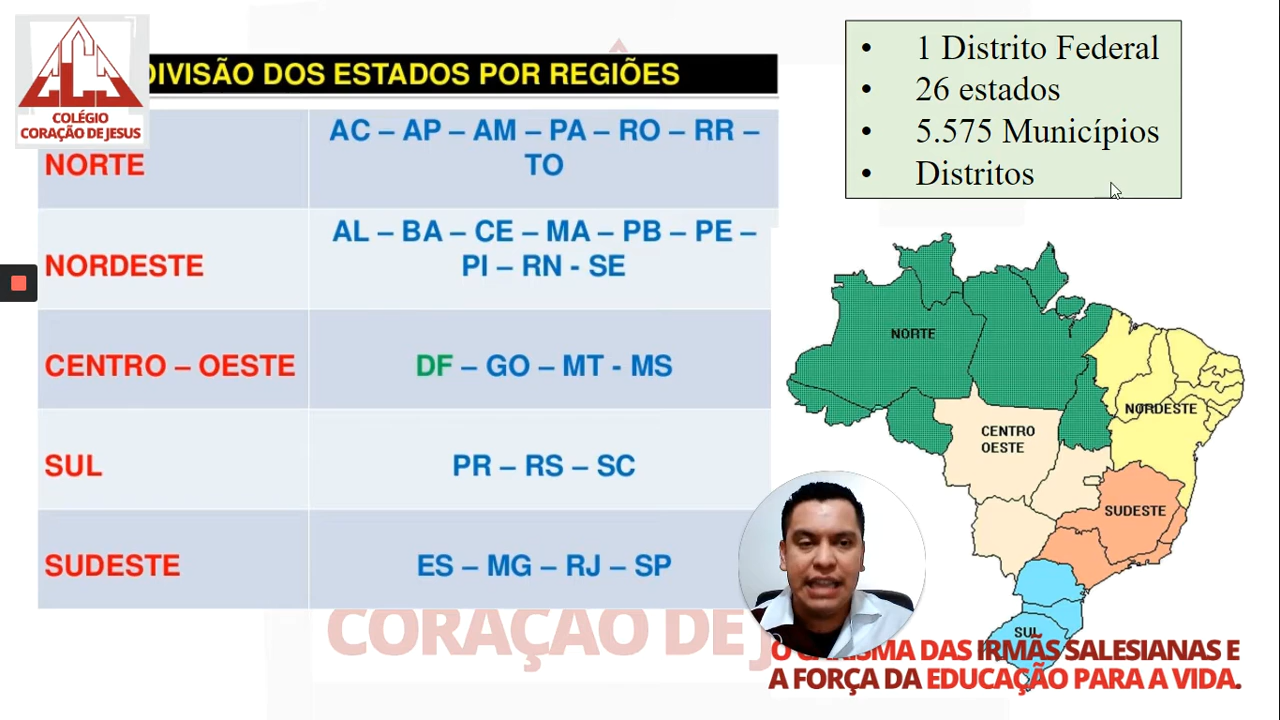 COLÉGIO
CORAÇÃO DE JESUS
DIVISÃO DOS ESTADOS POR REGIÕES
NORTE
AC – AP – AM – PA – RO – RR –
TO
NORDESTE
AL – BA – CE – MA – PB – PE –
PI – RN - SE
CENTRO – OESTE
DF – GO – MT - MS
SUL
PR – RS – SC
SUDESTE
ES – MG – RJ – SP
• 1 Distrito Federal
• 26 estados
• 5.575 Municípios
• Distritos
NORTE
NORDESTE
CENTRO
OESTE
SUDESTE
SUL
CORAÇÃO DE J
O CARISMA DAS IRMÃS SALESIANAS E
A FORÇA DA EDUCAÇÃO PARA A VIDA.